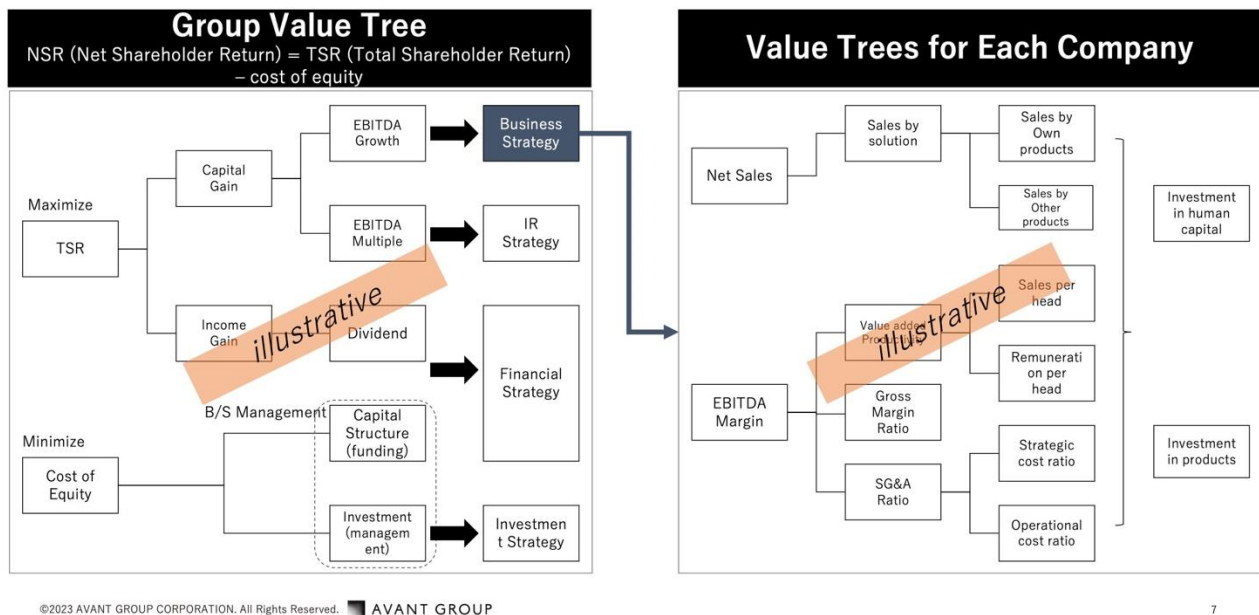 Group Value Tree
NSR (Net Shareholder Return) = TSR (Total Shareholder Return)
– cost of equity
Maximize
TSR
Capital
Gain
EBITDA
Growth
Business
Strategy
EBITDA
Multiple
IR
Strategy
Income
Gain
illustrative
Dividend
Financial
Strategy
B/S Management
Capital
Structure
(funding)
Minimize
Cost of
Equity
Investment
(managem
ent)
Investmen
t Strategy
Value Trees for Each Company
Net Sales
Sales by
solution
Sales by
Own
products
Sales by
Other
products
Investment
in human
capital
EBITDA
Margin
Value added
Productivity
illustrative
Sales per
head
Remunerati
on per
head
Gross
Margin
Ratio
SG&A
Ratio
Strategic
cost ratio
Operational
cost ratio
Investment
in products
©2023 AVANT GROUP CORPORATION. All Rights Reserved.
AVANT GROUP
7